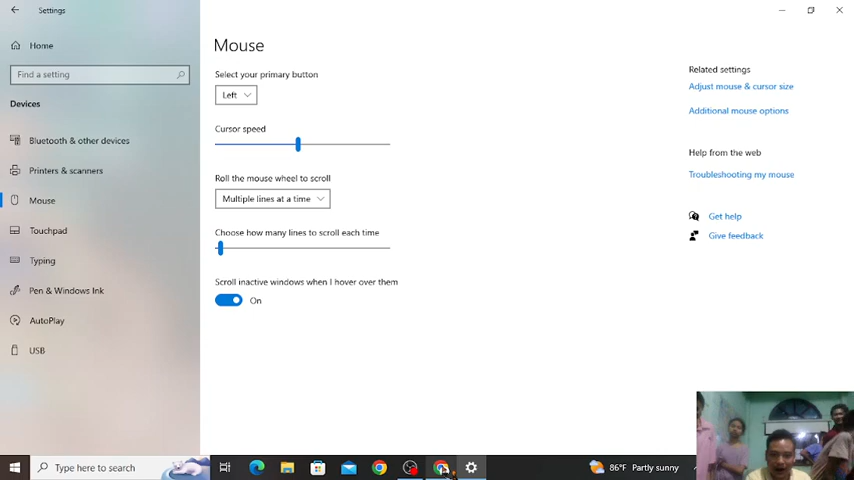 Settings
Home
Find a setting
Devices
Bluetooth & other devices
Printers & scanners
Mouse
Touchpad
Typing
Pen & Windows Ink
AutoPlay
USB
Mouse
Select your primary button
Left
Cursor speed
Roll the mouse wheel to scroll
Multiple lines at a time
Choose how many lines to scroll each time
Scroll inactive windows when I hover over them
On
Related settings
Adjust mouse & cursor size
Additional mouse options
Help from the web
Troubleshooting my mouse
Get help
Give feedback
Type here to search
86°F Partly sunny